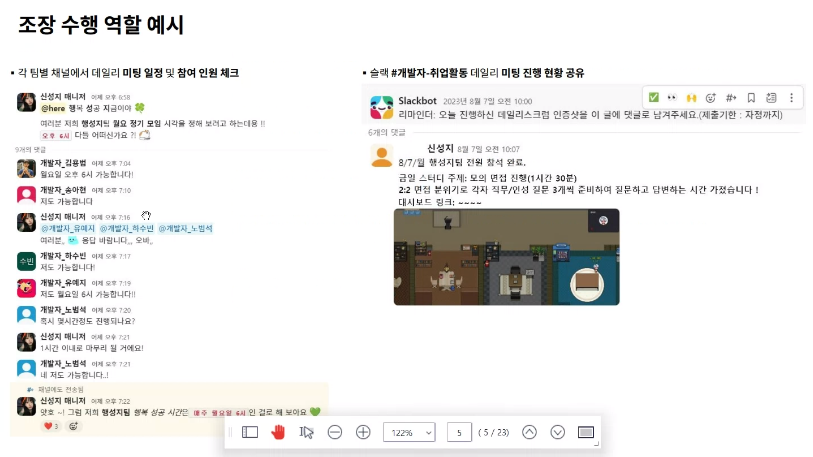 조장 수행 역할 예시
▪ 각 팀별 채널에서 데일리 미팅 일정 및 참여 인원 체크
신성지 매니저 어제 오후 6:58
@here 행복 성공 지금이야 🍀
여러분 저희 행성지팀 월요 정기 모임 시각을 정해 보려고 하는데용 !!
오후 6시 다들 어떠신가요 ?!
9개의 댓글
개발자_김용범 어제 오후 7:04
월요일 오후 6시 가능합니다!
개발자_송아현 어제 오후 7:10
저도 가능합니다
신성지 매니저 어제 오후 7:16
@개발자_유예지 @개발자_하수빈 @개발자_노범석
여러분,, 응답 바랍니다,,, 오바,,
수빈
개발자_하수빈 어제 오후 7:17
저도 가능합니다!
개발자_유예지 어제 오후 7:19
저도 월요일 6시 가능합니다!!
개발자_노범석 어제 오후 7:20
혹시 몇시간정도 진행되나요?
신성지 매니저 어제 오후 7:21
1시간 이내로 마무리 될 거에요!
개발자_노범석 어제 오후 7:21
네 저도 가능합니다..!
채널에도 전송됨
신성지 매니저 어제 오후 7:22
앗호 ~! 그럼 저희 행성지팀 행복 성공 시간은 매주 월요일 6시 인 걸로 해 보아요 💚
❤️ 3
▪ 슬랙 #개발자-취업활동 데일리 미팅 진행 현황 공유
Slackbot 2023년 8월 7일 오전 10:00
리마인더: 오늘 진행하신 데일리스크럼 인증샷을 이 글에 댓글로 남겨주세요.(제출기한 : 자정까지)
6개의 댓글
신성지 8월 7일 오전 10:07
8/7/월 행성지팀 전원 참석 완료.
금일 스터디 주제: 모의 면접 진행(1시간 30분)
2:2 면접 분위기로 각자 직무/인성 질문 3개씩 준비하여 질문하고 답변하는 시간 가졌습니다 !
대시보드 링크: ~~~~
122% 5 ( 5 / 23)